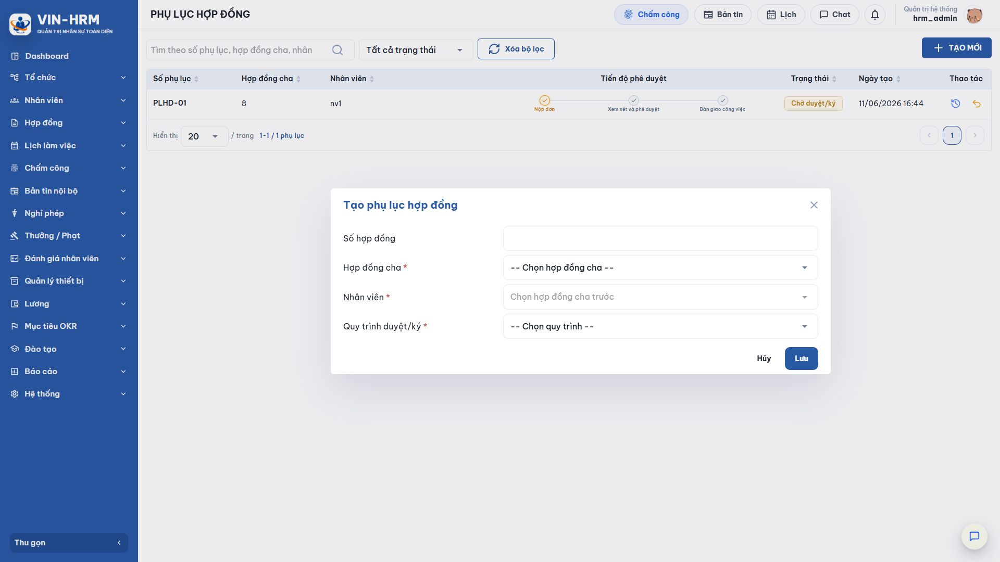 VIN-HRM
QUẢN TRỊ NHÂN SỰ TOÀN DIỆN
Dashboard
Tổ chức
Nhân viên
Hợp đồng
Lịch làm việc
Chấm công
Bản tin nội bộ
Nghỉ phép
Thưởng / Phạt
Đánh giá nhân viên
Quản lý thiết bị
Lương
Mục tiêu OKR
Đào tạo
Báo cáo
Hệ thống
Thu gọn
PHỤ LỤC HỢP ĐỒNG
Chấm công
Bản tin
Lịch
Chat
Quản trị hệ thống
hrm_admin
Tìm theo số phụ lục, hợp đồng cha, nhân
Tất cả trạng thái
Xóa bộ lọc
TẠO MỚI
Số phụ lục Hợp đồng cha Nhân viên Tiến độ phê duyệt Trạng thái Ngày tạo Thao tác
PLHD-01 8 nv1 Chờ duyệt/ký 11/06/2026 16:44
Nộp đơn Xem xét và phê duyệt Bàn giao công việc
Hiển thị 20 / trang 1-1 / 1 phụ lục 1
Tạo phụ lục hợp đồng
Số hợp đồng
Hợp đồng cha * -- Chọn hợp đồng cha --
Nhân viên * Chọn hợp đồng cha trước
Quy trình duyệt/ký * -- Chọn quy trình --
Hủy Lưu